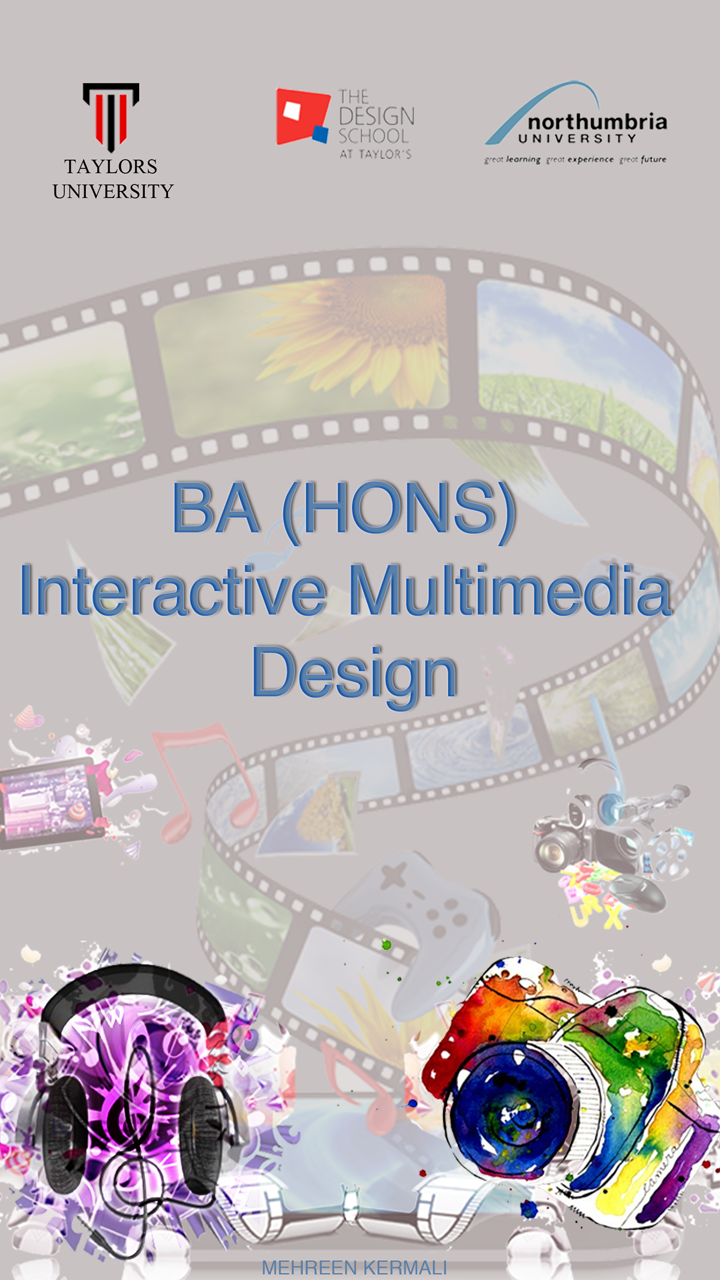 TAYLORS
UNIVERSITY
THE
DESIGN
SCHOOL
AT TAYLOR'S
northumbria
UNIVERSITY
great learning great experience great future
BA (HONS)
Interactive Multimedia
Design
camera
MEHREEN KERMALI